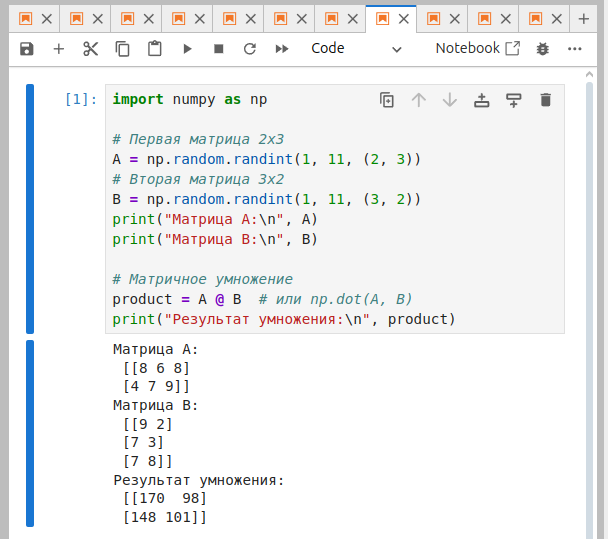 Code
Notebook
[1]:
import numpy as np
# Первая матрица 2x3
A = np.random.randint(1, 11, (2, 3))
# Вторая матрица 3x2
B = np.random.randint(1, 11, (3, 2))
print("Матрица A:\n", A)
print("Матрица B:\n", B)
# Матричное умножение
product = A @ B  # или np.dot(A, B)
print("Результат умножения:\n", product)
Матрица A:
 [[8 6 8]
 [4 7 9]]
Матрица B:
 [[9 2]
 [7 3]
 [7 8]]
Результат умножения:
 [[170  98]
 [148 101]]